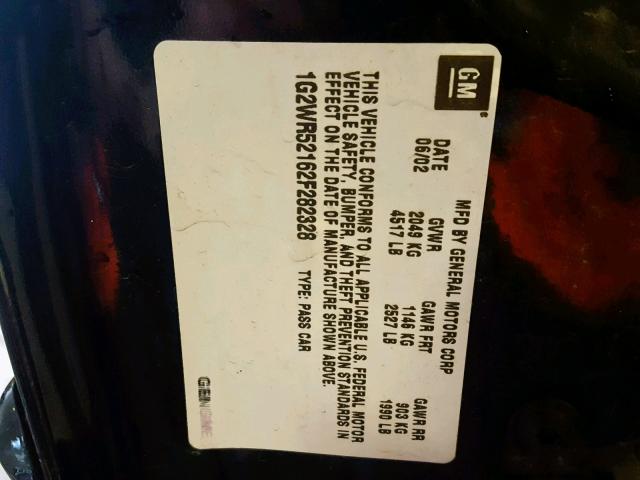 GM
MFD BY GENERAL MOTORS CORP
DATE GVWR GAWR FRT GAWR RR
06/02 2049 KG 1146 KG 903 KG
4517 LB 2527 LB 1990 LB
THIS VEHICLE CONFORMS TO ALL APPLICABLE U.S. FEDERAL MOTOR
VEHICLE SAFETY, BUMPER, AND THEFT PREVENTION STANDARDS IN
EFFECT ON THE DATE OF MANUFACTURE SHOWN ABOVE.
1G2WR52162F282328 TYPE: PASS CAR